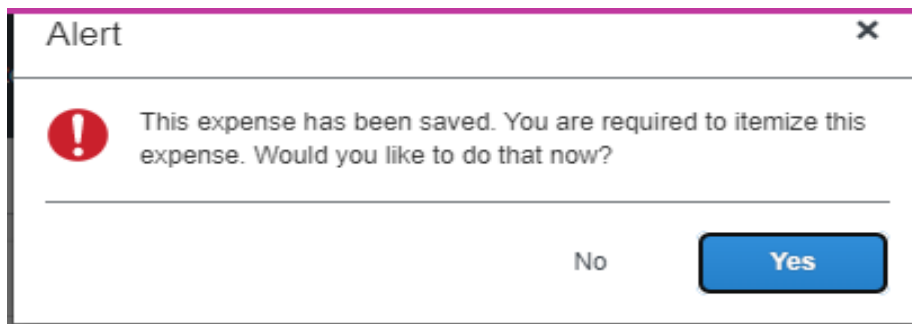 Alert
This expense has been saved. You are required to itemize this
expense. Would you like to do that now?
No
Yes